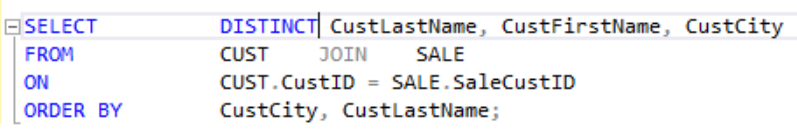 SELECT DISTINCT CustLastName, CustFirstName, CustCity
FROM CUST JOIN SALE
ON CUST.CustID = SALE.SaleCustID
ORDER BY CustCity, CustLastName;